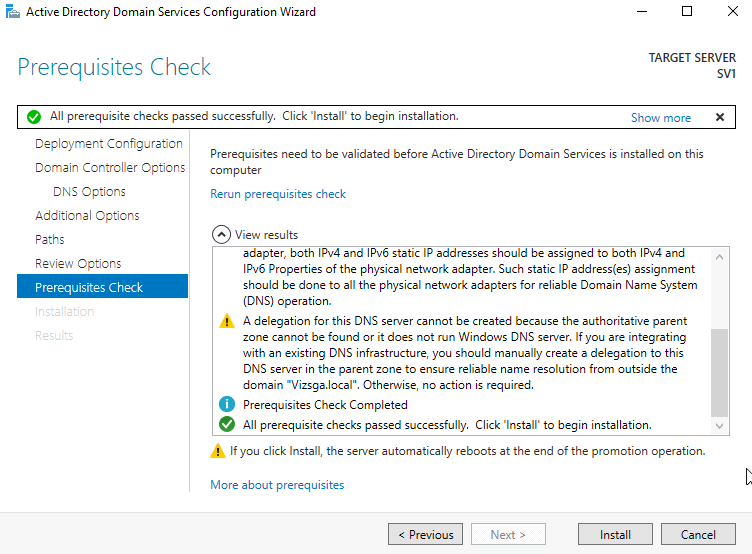 Active Directory Domain Services Configuration Wizard
Prerequisites Check
TARGET SERVER
SV1
All prerequisite checks passed successfully.  Click 'Install' to begin installation.
Show more
Deployment Configuration
Domain Controller Options
DNS Options
Additional Options
Paths
Review Options
Prerequisites Check
Installation
Results
Prerequisites need to be validated before Active Directory Domain Services is installed on this
computer
Rerun prerequisites check
View results
adapter, both IPv4 and IPv6 static IP addresses should be assigned to both IPv4 and
IPv6 Properties of the physical network adapter. Such static IP address(es) assignment
should be done to all the physical network adapters for reliable Domain Name System
(DNS) operation.
A delegation for this DNS server cannot be created because the authoritative parent
zone cannot be found or it does not run Windows DNS server. If you are integrating
with an existing DNS infrastructure, you should manually create a delegation to this
DNS server in the parent zone to ensure reliable name resolution from outside the
domain "Vizsga.local". Otherwise, no action is required.
Prerequisites Check Completed
All prerequisite checks passed successfully.  Click 'Install' to begin installation.
If you click Install, the server automatically reboots at the end of the promotion operation.
More about prerequisites
< Previous
Next >
Install
Cancel